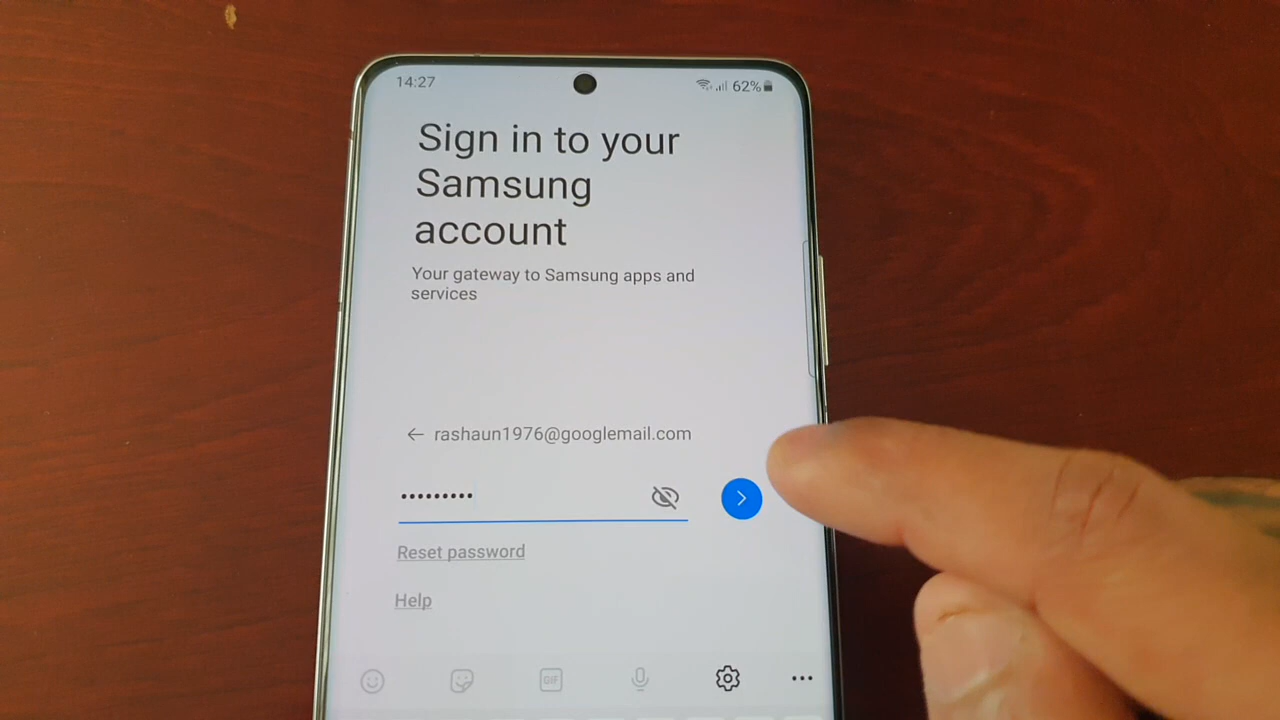 14:27
62%
Sign in to your
Samsung
account
Your gateway to Samsung apps and
services
rashaun1976@googlemail.com
•••••••••
Reset password
Help
GIF